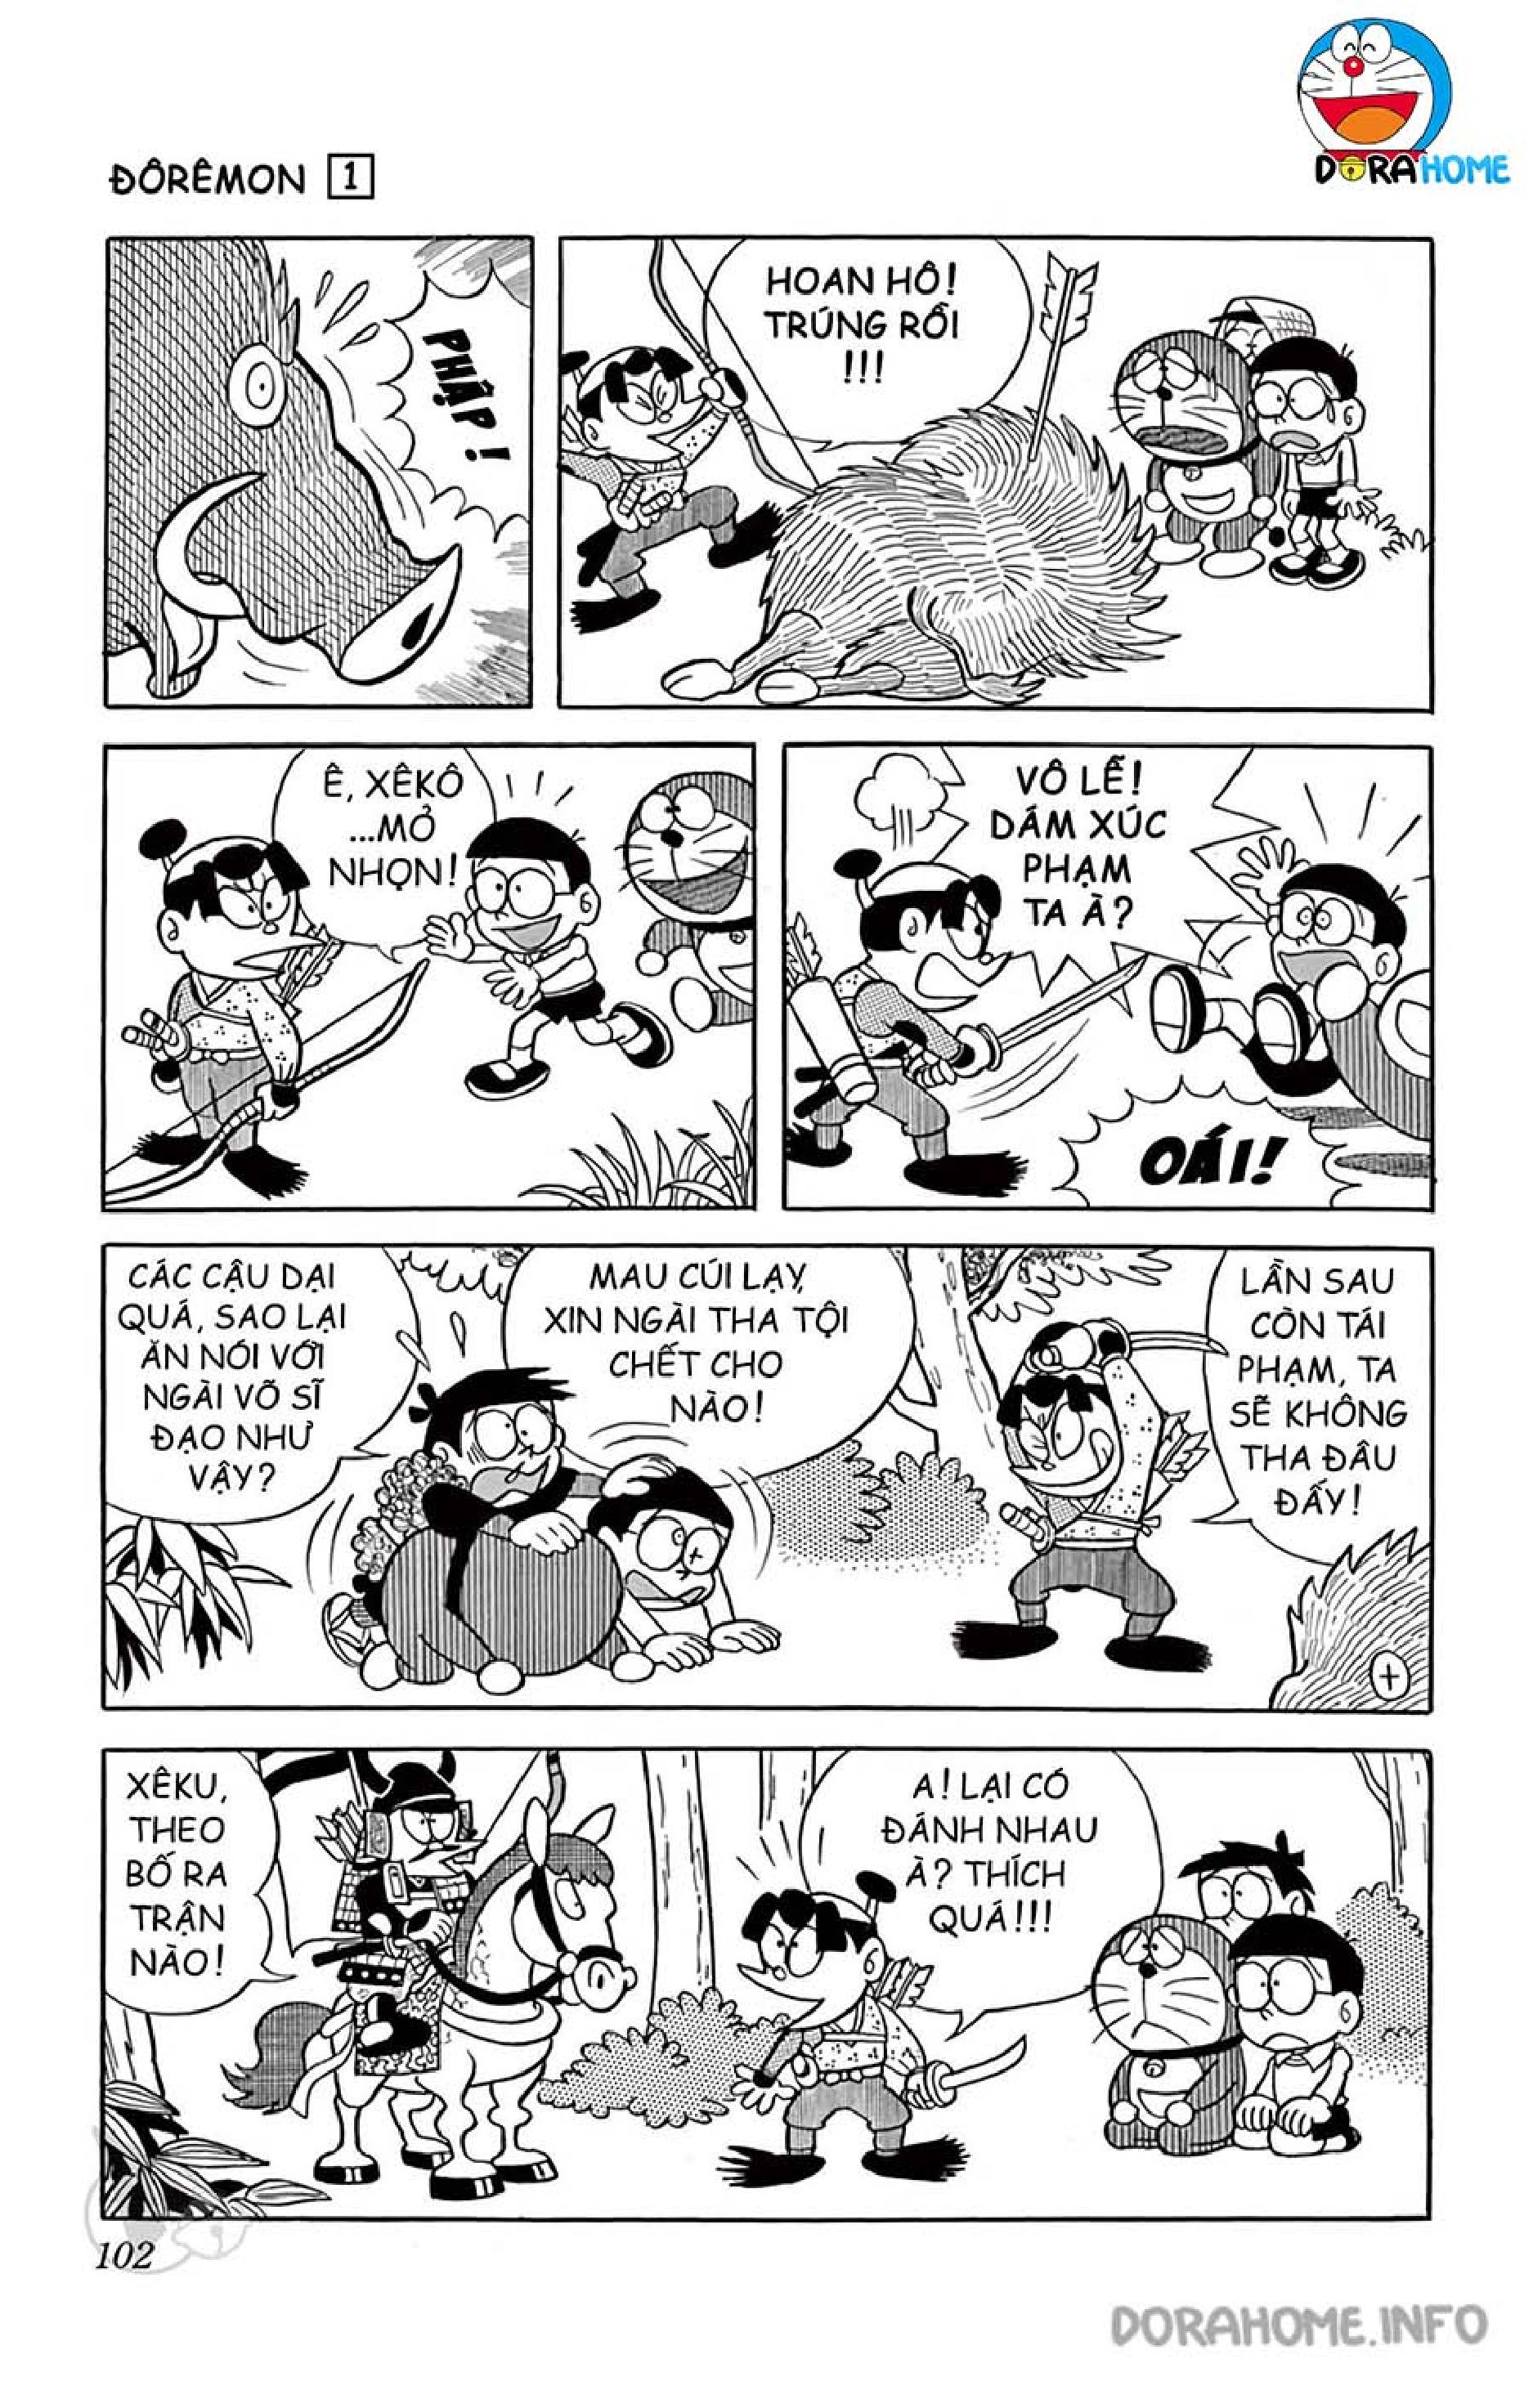 DORAHOME
ĐÔRÊMON 1
PHẬP!
HOAN HÔ!
TRÚNG RỒI
!!!
Ê, XÊKÔ
...MỎ
NHỌN!
VÔ LỄ!
DÁM XÚC
PHẠM
TA À?
OÁI!
CÁC CẬU DẠI
QUÁ, SAO LẠI
ĂN NÓI VỚI
NGÀI VÕ SĨ
ĐẠO NHƯ
VẬY?
MAU CÚI LẠY,
XIN NGÀI THA TỘI
CHẾT CHO
NÀO!
LẦN SAU
CÒN TÁI
PHẠM, TA
SẼ KHÔNG
THA ĐÂU
ĐẤY!
XÊKU,
THEO
BỐ RA
TRẬN
NÀO!
A! LẠI CÓ
ĐÁNH NHAU
À? THÍCH
QUÁ!!!
102
DORAHOME.INFO